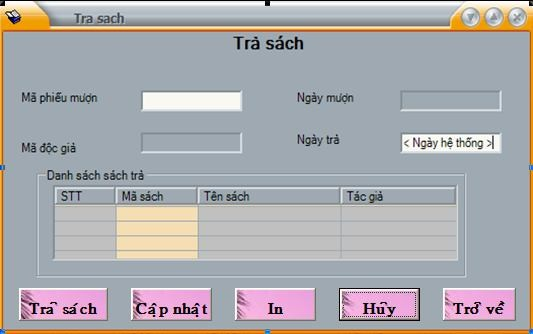 Tra sach
Trả sách
Mã phiếu mượn
Ngày mượn
Mã độc giả
Ngày trả
< Ngày hệ thống >
Danh sách sách trả
STT Mã sách Tên sách Tác giả
Trả sách Cập nhật In Hủy Trở về